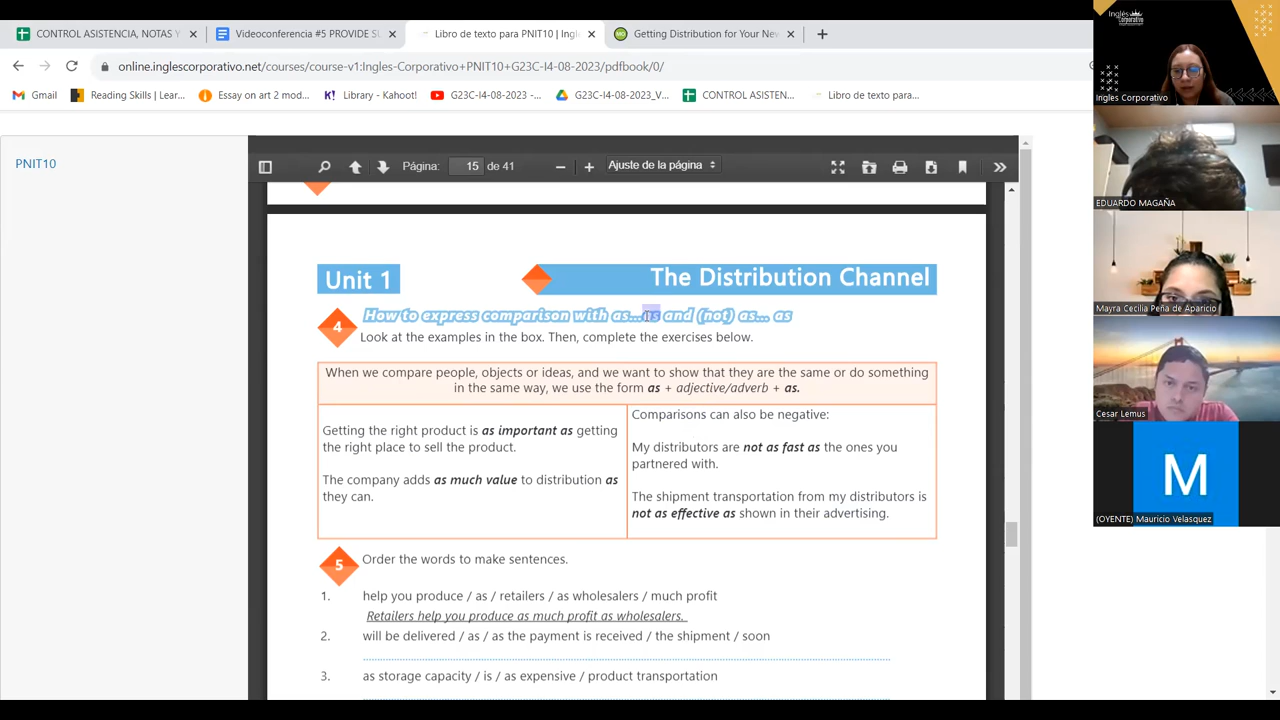 CONTROL ASISTENCIA, NOTAS Y
Videoconferencia #5 PROVIDE SU
Libro de texto para PNIT10 | Ingl
MO
Getting Distribution for Your Nev
online.inglescorporativo.net/courses/course-v1:Ingles-Corporativo+PNIT10+G23C-I4-08-2023/pdfbook/0/
Gmail
Reading Skills | Lear...
Essay on art 2 mod...
Library - Kahoo...
G23C-I4-08-2023 -...
G23C-I4-08-2023_V...
CONTROL ASISTEN...
Libro de texto para...
PNIT10
Página: 15 de 41
Ajuste de la página
Unit 1
The Distribution Channel
4
How to express comparison with as...as and (not) as... as
Look at the examples in the box. Then, complete the exercises below.
When we compare people, objects or ideas, and we want to show that they are the same or do something
in the same way, we use the form as + adjective/adverb + as.
Getting the right product is as important as getting
the right place to sell the product.
The company adds as much value to distribution as
they can.
Comparisons can also be negative:
My distributors are not as fast as the ones you
partnered with.
The shipment transportation from my distributors is
not as effective as shown in their advertising.
5
Order the words to make sentences.
1. help you produce / as / retailers / as wholesalers / much profit
Retailers help you produce as much profit as wholesalers.
2. will be delivered / as / as the payment is received / the shipment / soon
3. as storage capacity / is / as expensive / product transportation
Inglés
Corporativo
Ingles Corporativo
EDUARDO MAGAÑA
Mayra Cecilia Peña de Aparicio
Cesar Lemus
M
(OYENTE) Mauricio Velasquez